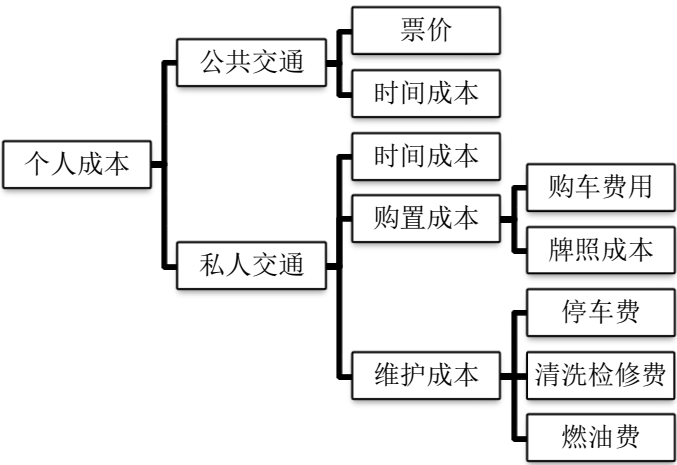 个人成本
公共交通
票价
时间成本
私人交通
时间成本
购置成本
购车费用
牌照成本
维护成本
停车费
清洗检修费
燃油费